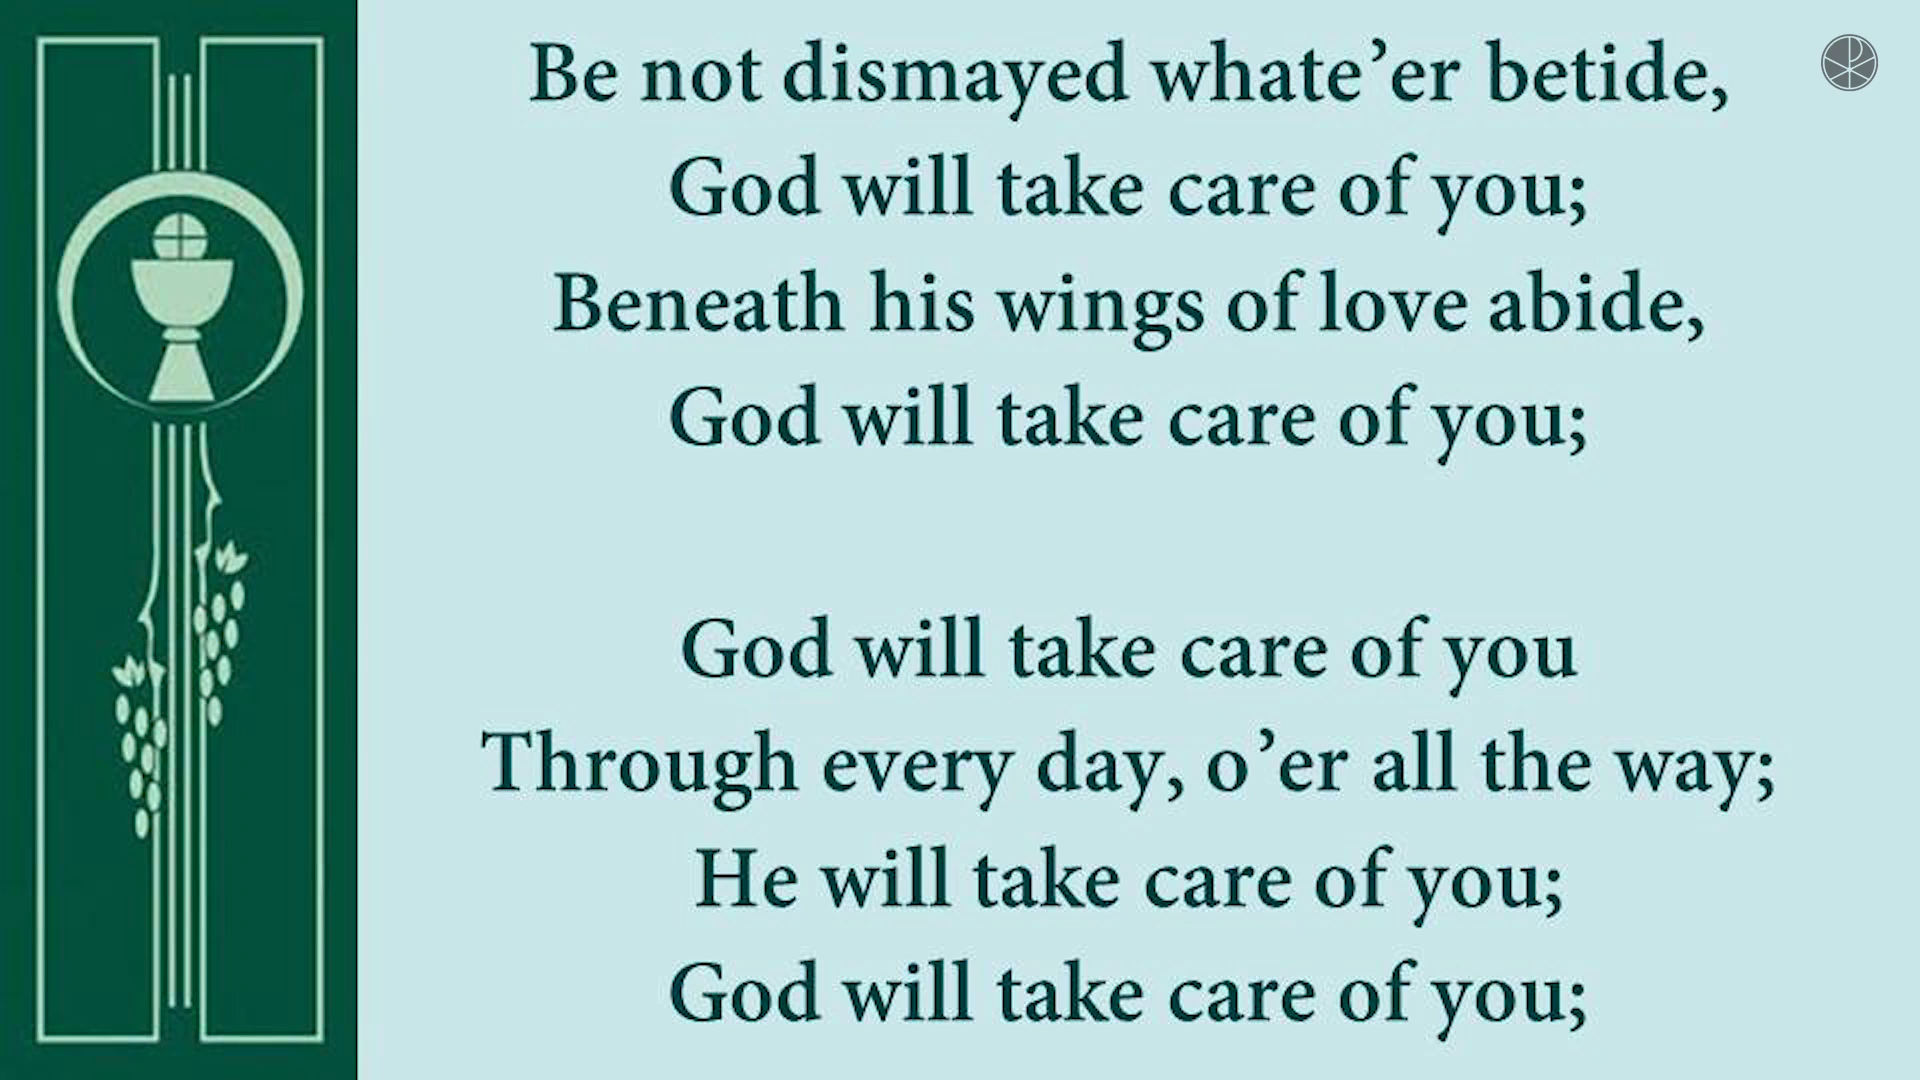 Be not dismayed whate’er betide,
God will take care of you;
Beneath his wings of love abide,
God will take care of you;
God will take care of you
Through every day, o’er all the way;
He will take care of you;
God will take care of you;